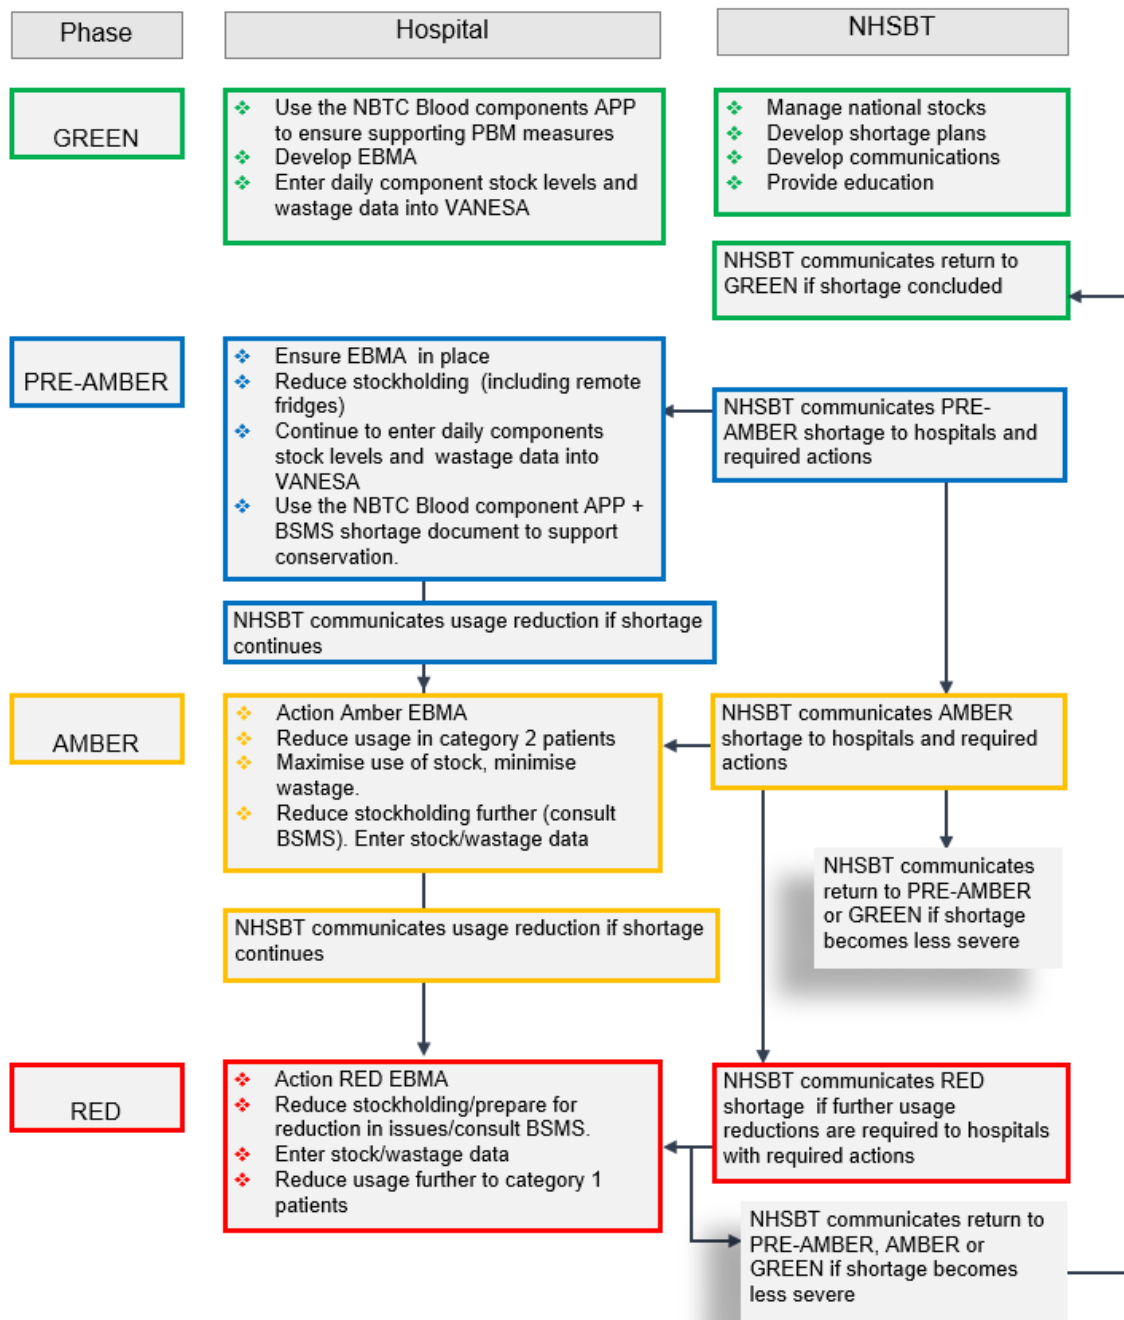 Phase
Hospital
NHSBT
GREEN
Use the NBTC Blood components APP
to ensure supporting PBM measures
Develop EBMA
Enter daily component stock levels and
wastage data into VANESA
Manage national stocks
Develop shortage plans
Develop communications
Provide education
NHSBT communicates return to
GREEN if shortage concluded
PRE-AMBER
Ensure EBMA in place
Reduce stockholding (including remote
fridges)
Continue to enter daily components
stock levels and wastage data into
VANESA
Use the NBTC Blood component APP +
BSMS shortage document to support
conservation.
NHSBT communicates PRE-
AMBER shortage to hospitals and
required actions
NHSBT communicates usage reduction if shortage
continues
AMBER
Action Amber EBMA
Reduce usage in category 2 patients
Maximise use of stock, minimise
wastage.
Reduce stockholding further (consult
BSMS). Enter stock/wastage data
NHSBT communicates AMBER
shortage to hospitals and required
actions
NHSBT communicates
return to PRE-AMBER
or GREEN if shortage
becomes less severe
NHSBT communicates usage reduction if shortage
continues
RED
Action RED EBMA
Reduce stockholding/prepare for
reduction in issues/consult BSMS.
Enter stock/wastage data
Reduce usage further to category 1
patients
NHSBT communicates RED
shortage if further usage
reductions are required to hospitals
with required actions
NHSBT communicates return to
PRE-AMBER, AMBER or
GREEN if shortage becomes
less severe